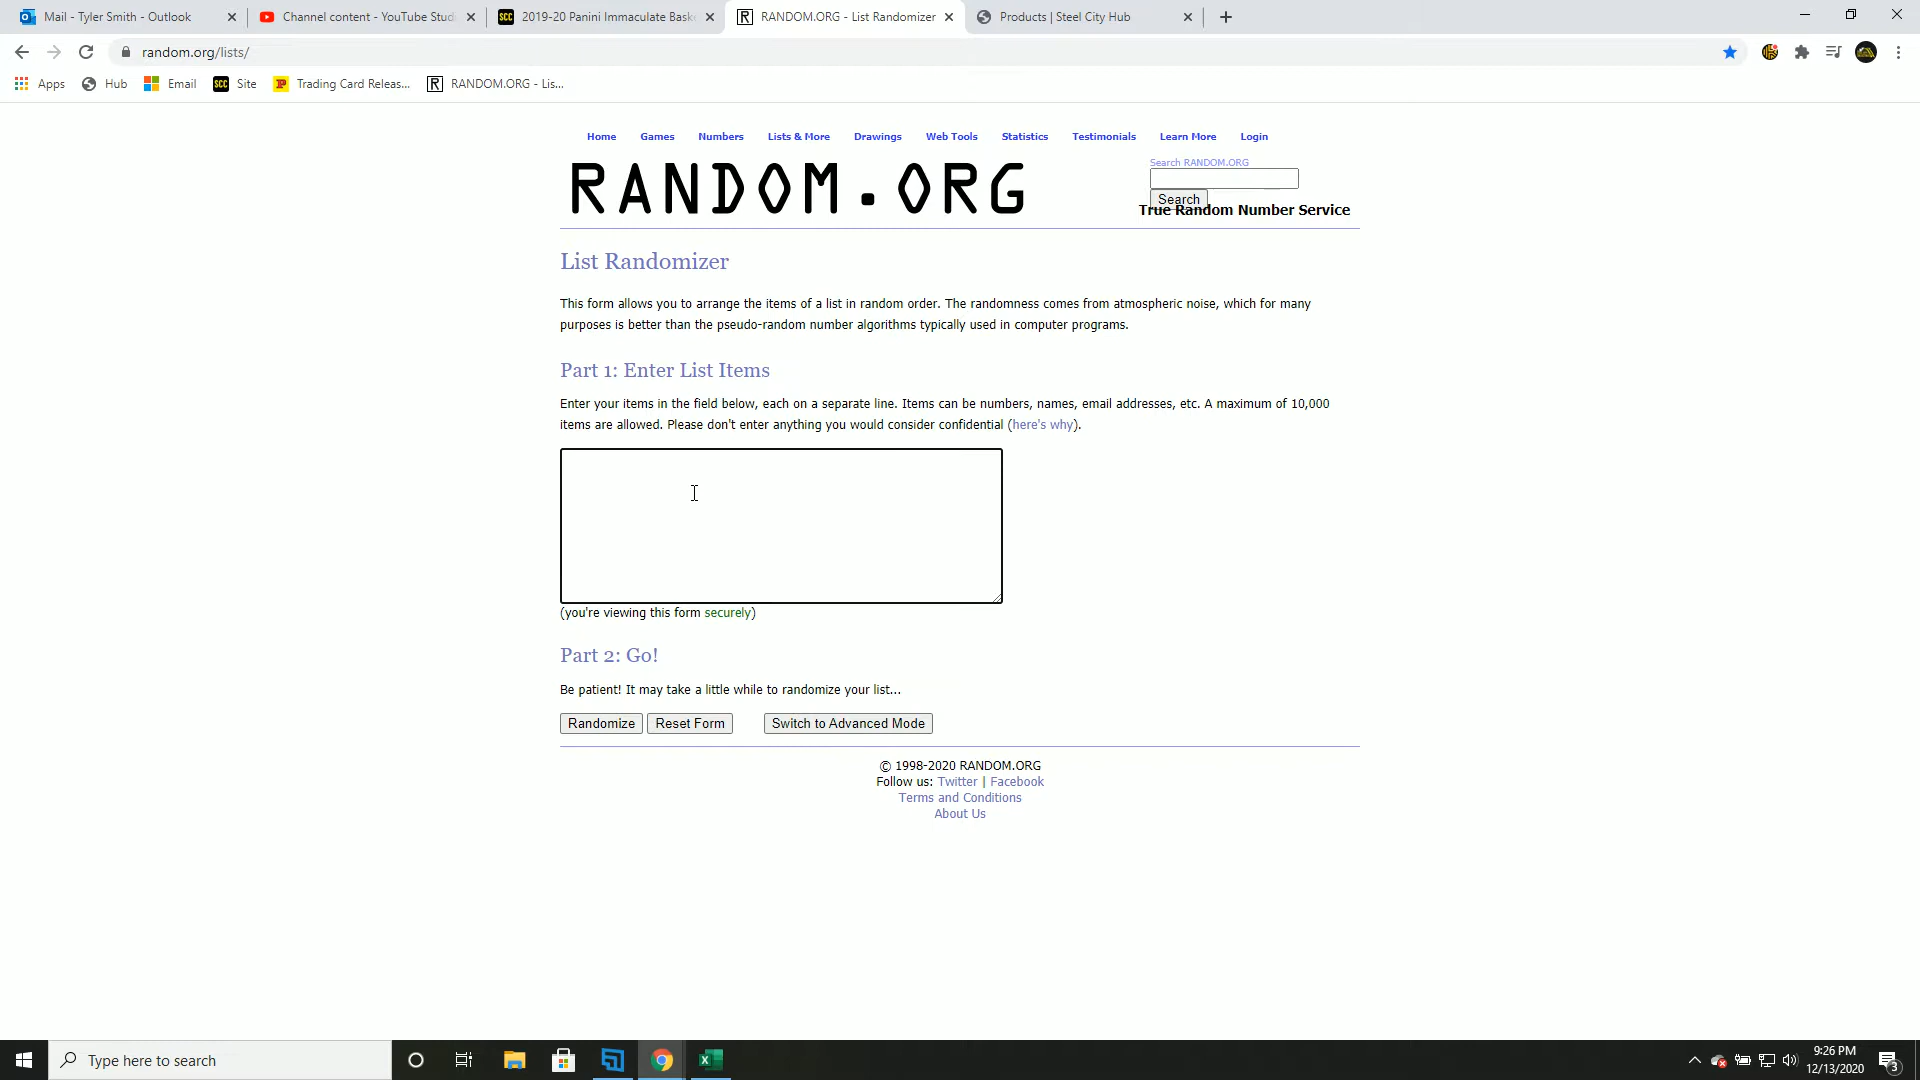 Mail - Tyler Smith - Outlook
Channel content - YouTube Stud
SCC
2019-20 Panini Immaculate Bask
R
RANDOM.ORG - List Randomizer
Products | Steel City Hub
random.org/lists/
Apps
Hub
Email
SCC
Site
P
Trading Card Releas...
R
RANDOM.ORG - Lis...
Home
Games
Numbers
Lists & More
Drawings
Web Tools
Statistics
Testimonials
Learn More
Login
RANDOM.ORG
Search RANDOM.ORG
Search
True Random Number Service
List Randomizer
This form allows you to arrange the items of a list in random order. The randomness comes from atmospheric noise, which for many
purposes is better than the pseudo-random number algorithms typically used in computer programs.
Part 1: Enter List Items
Enter your items in the field below, each on a separate line. Items can be numbers, names, email addresses, etc. A maximum of 10,000
items are allowed. Please don't enter anything you would consider confidential (here's why).
(you're viewing this form securely)
Part 2: Go!
Be patient! It may take a little while to randomize your list...
Randomize
Reset Form
Switch to Advanced Mode
© 1998-2020 RANDOM.ORG
Follow us: Twitter | Facebook
Terms and Conditions
About Us
Type here to search
9:26 PM
12/13/2020
3